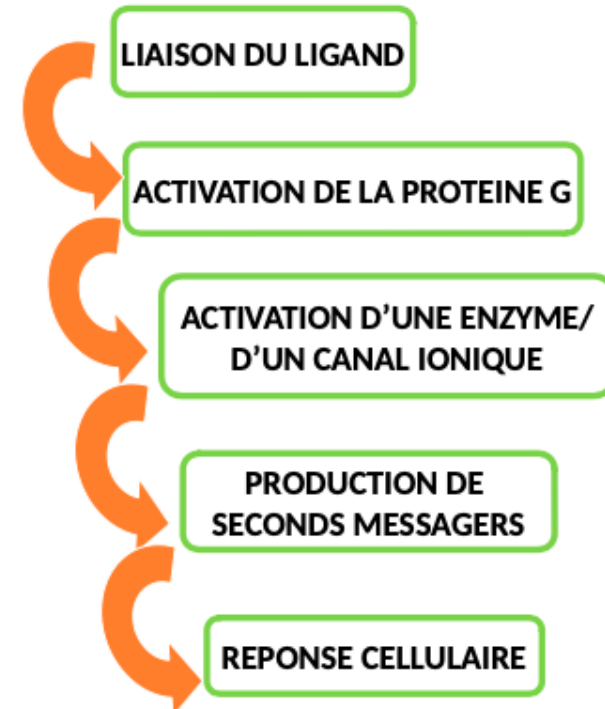 LIAISON DU LIGAND
ACTIVATION DE LA PROTEINE G
ACTIVATION D’UNE ENZYME/
D’UN CANAL IONIQUE
PRODUCTION DE
SECONDS MESSAGERS
REPONSE CELLULAIRE